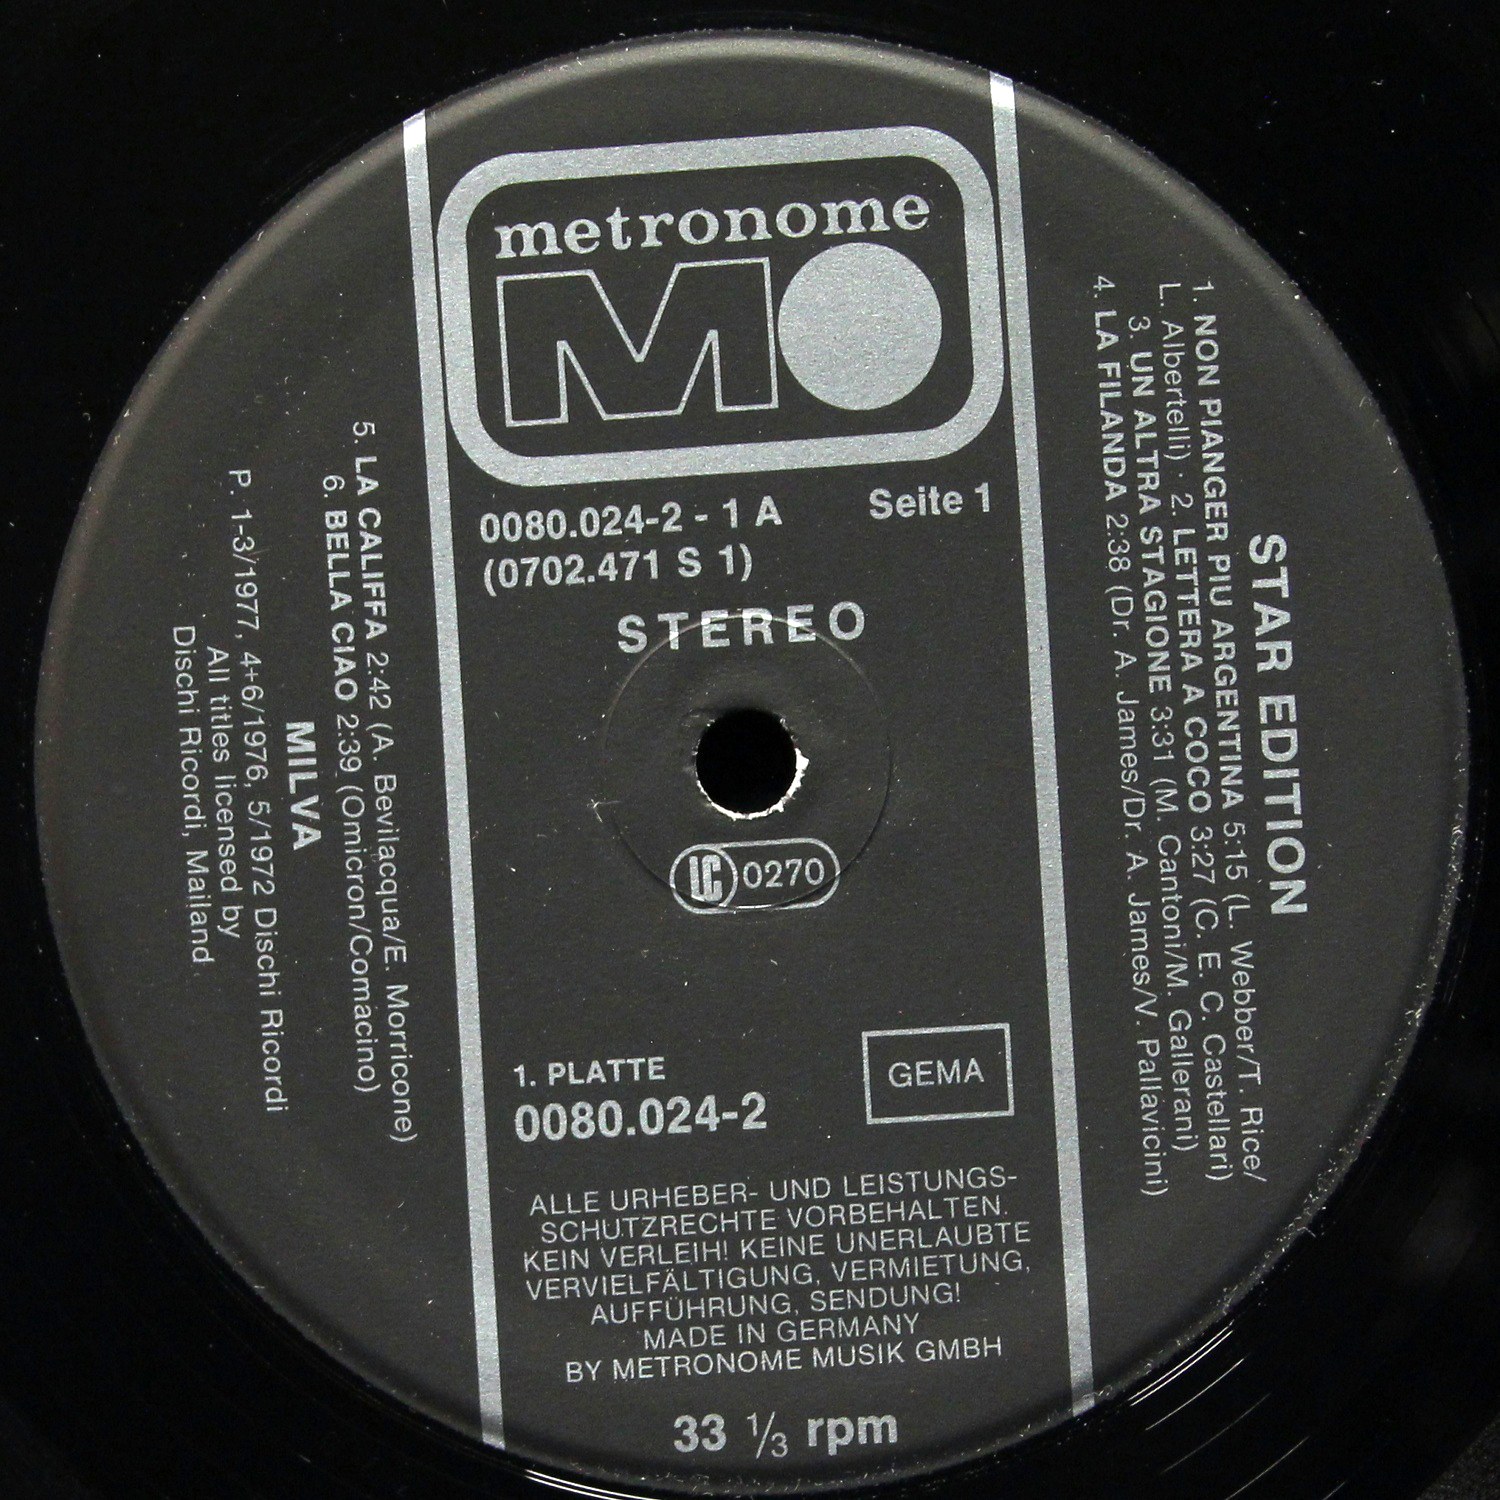 metronome
MO
0080.024-2 - 1 A
Seite 1
(0702.471 S 1)
STEREO
LC 0270
1. PLATTE
0080.024-2
GEMA
ALLE URHEBER- UND LEISTUNGS-
SCHUTZRECHTE VORBEHALTEN.
KEIN VERLEIH! KEINE UNERLAUBTE
VERVIELFÄLTIGUNG, VERMIETUNG,
AUFFÜHRUNG, SENDUNG!
MADE IN GERMANY
BY METRONOME MUSIK GMBH
33 1/3 rpm
STAR EDITION
1. NON PIANGER PIU ARGENTINA 5:15 (L. Webber/T. Rice/
L. Albertelli) · 2. LETTERA A COCO 3:27 (C. E. C. Castellari)
3. UN ALTRA STAGIONE 3:31 (M. Cantoni/M. Gallerani)
4. LA FILANDA 2:38 (Dr. A. James/Dr. A. James/V. Pallavicini)
5. LA CALIFFA 2:42 (A. Bevilacqua/E. Morricone)
6. BELLA CIAO 2:39 (Omicron/Comacino)
MILVA
P. 1-3/1977, 4+6/1976, 5/1972 Dischi Ricordi
All titles licensed by
Dischi Ricordi, Mailand